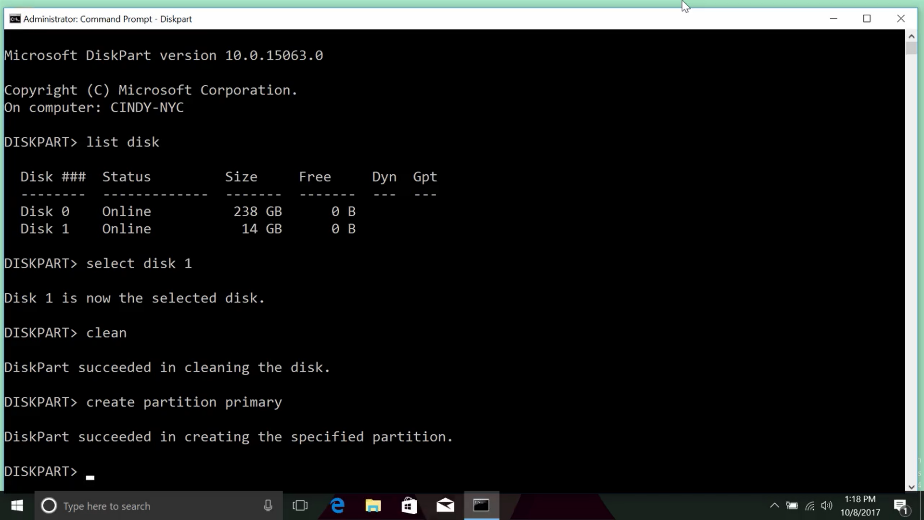 Administrator: Command Prompt - Diskpart
Microsoft DiskPart version 10.0.15063.0
Copyright (C) Microsoft Corporation.
On computer: CINDY-NYC
DISKPART> list disk
Disk ### Status Size Free Dyn Gpt
-------- ------------- ------- ------- --- ---
Disk 0 Online 238 GB 0 B
Disk 1 Online 14 GB 0 B
DISKPART> select disk 1
Disk 1 is now the selected disk.
DISKPART> clean
DiskPart succeeded in cleaning the disk.
DISKPART> create partition primary
DiskPart succeeded in creating the specified partition.
DISKPART> _
Type here to search
1:18 PM
10/8/2017
1